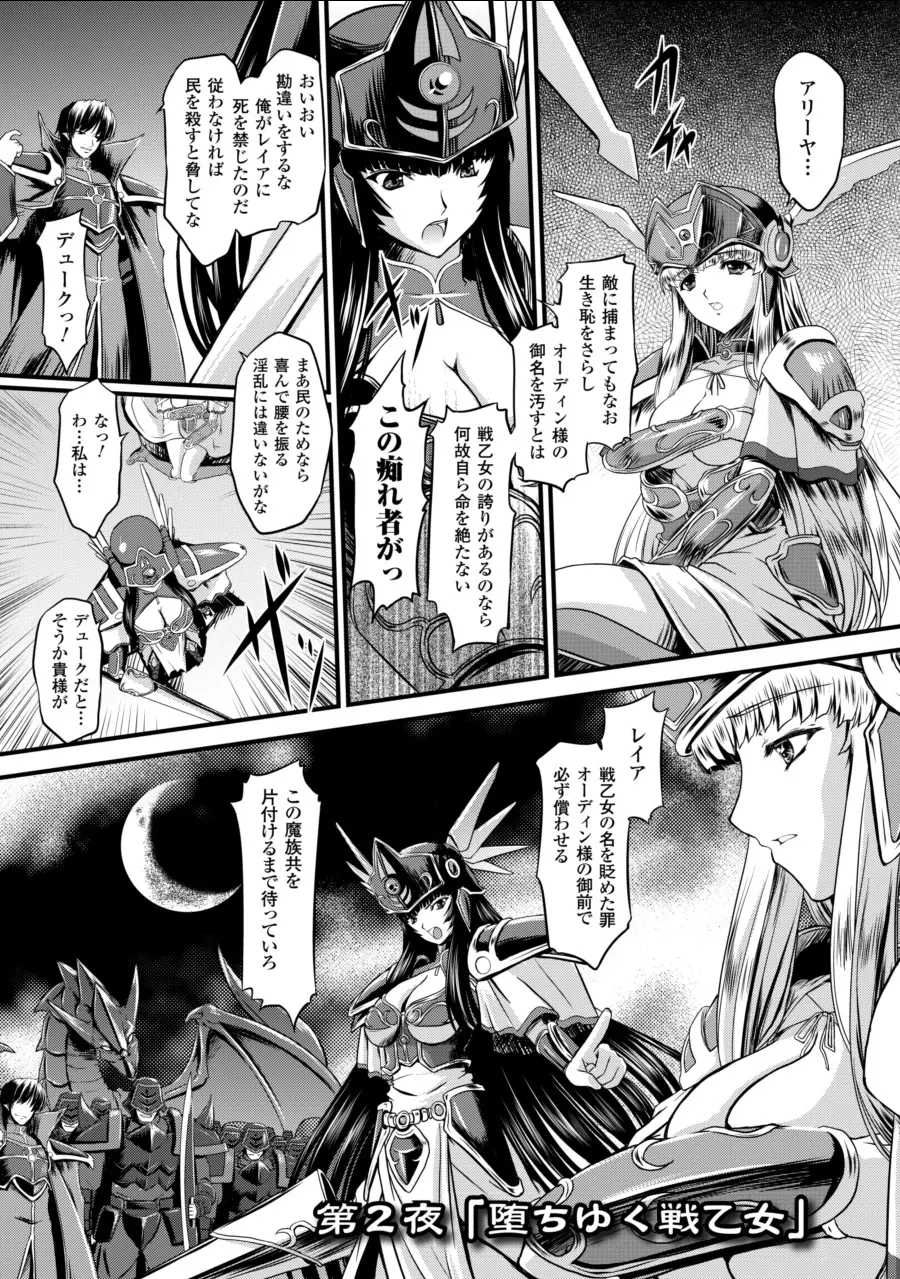 アリーヤ…
ガ
カッ
敵に捕まってもなお
生き恥をさらし
オーディン様の
御名を汚すとは
戦乙女の誇りがあるのなら
何故自ら命を絶たない
この痴れ者がっ
おいおい
勘違いをするな
俺がレイアに
死を禁じたのだ
従わなければ
民を殺すと脅してな
デュークっ!
まあ民のためなら
喜んで腰を振る
淫乱には違いないがな
なっ!
わ…私は…
デュークだと…
そうか貴様が
レイア
戦乙女の名を貶めた罪
オーディン様の御前で
必ず償わせる
この魔族共を
片付けるまで待っていろ
第2夜「堕ちゆく戦乙女」